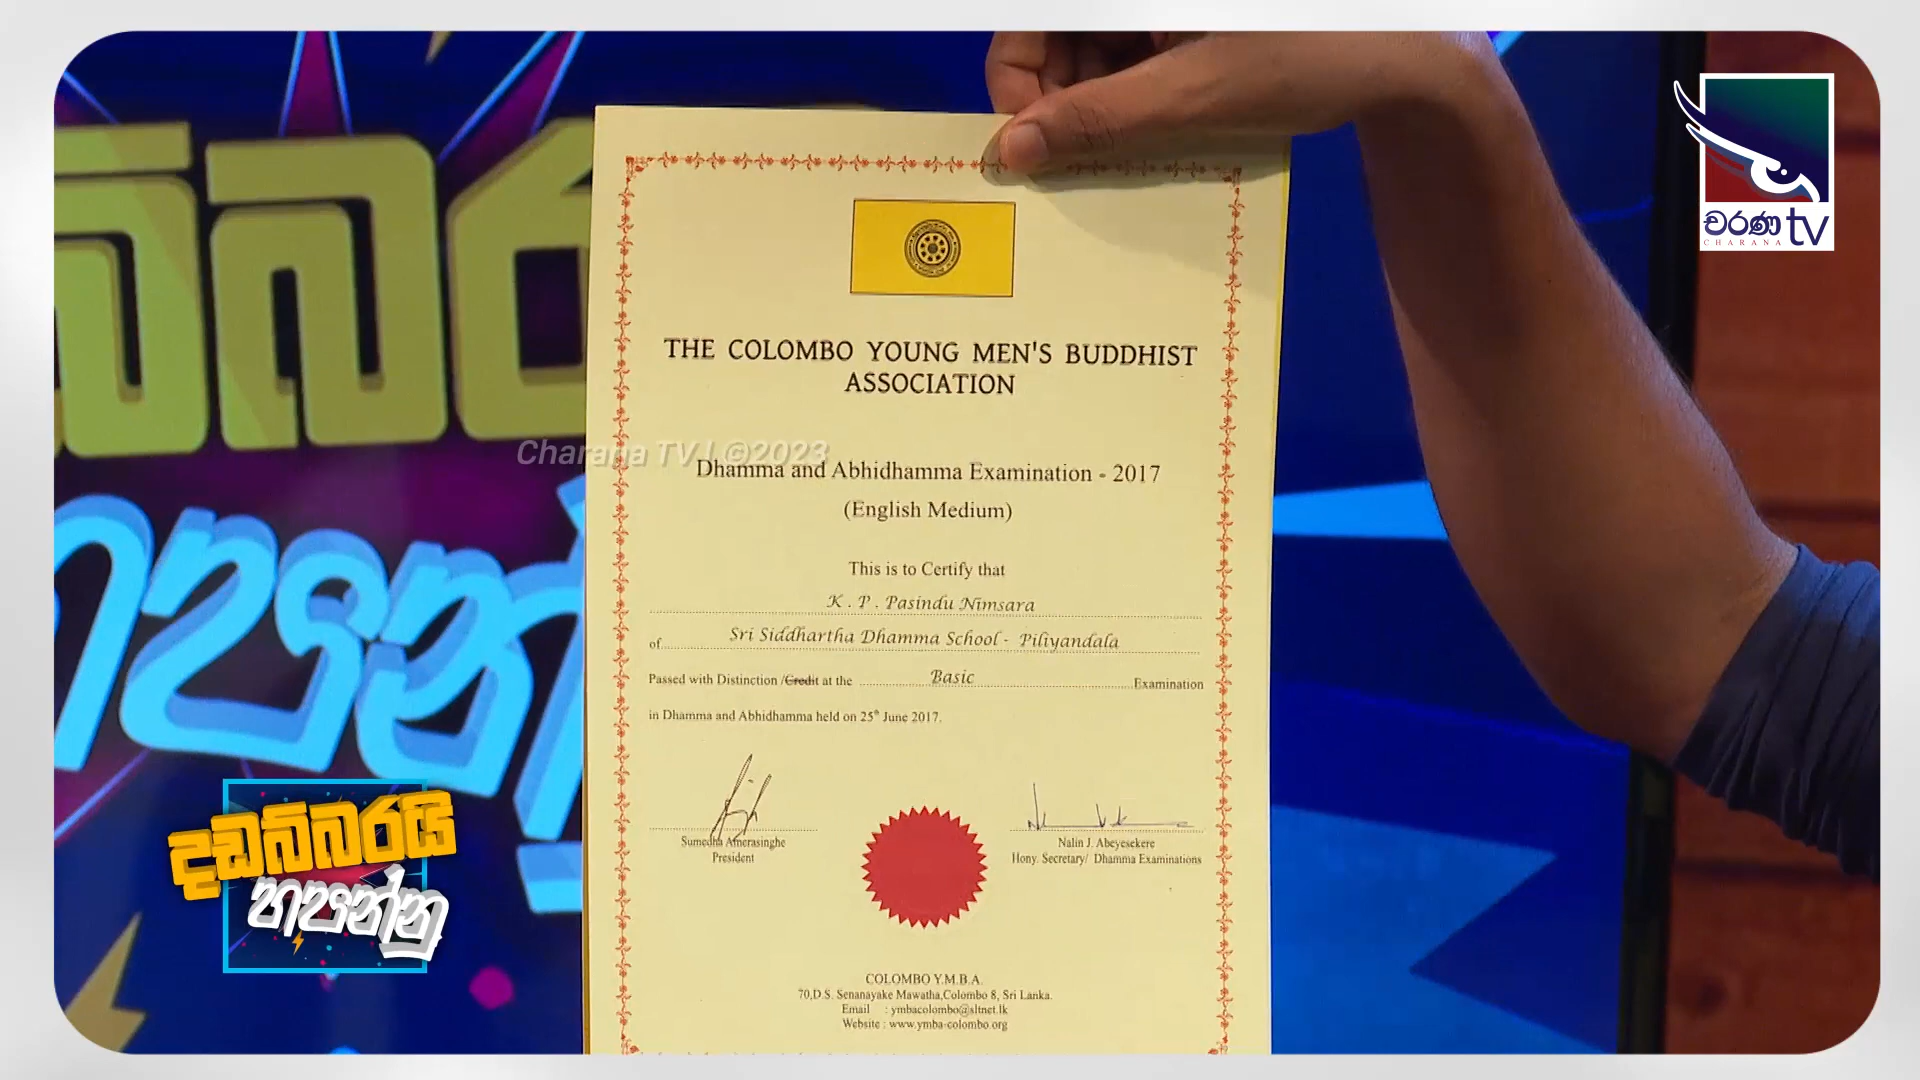 චරණ tv
CHARANA
THE COLOMBO YOUNG MEN'S BUDDHIST
ASSOCIATION
Charana TV | ©2023
Dhamma and Abhidhamma Examination - 2017
(English Medium)
This is to Certify that
K . P . Pasindu Nimsara
of Sri Siddhartha Dhamma School - Piliyandala
Passed with Distinction /Credit at the Basic Examination
in Dhamma and Abhidhamma held on 25th June 2017.
Sumedha Amerasinghe
President
Nalin J. Abeyesekere
Hony. Secretary/ Dhamma Examinations
COLOMBO Y.M.B.A.
70,D.S. Senanayake Mawatha,Colombo 8, Sri Lanka.
Email : ymbacolombo@sltnet.lk
Website : www.ymba-colombo.org
දඩබ්බරයි
හපන්නු